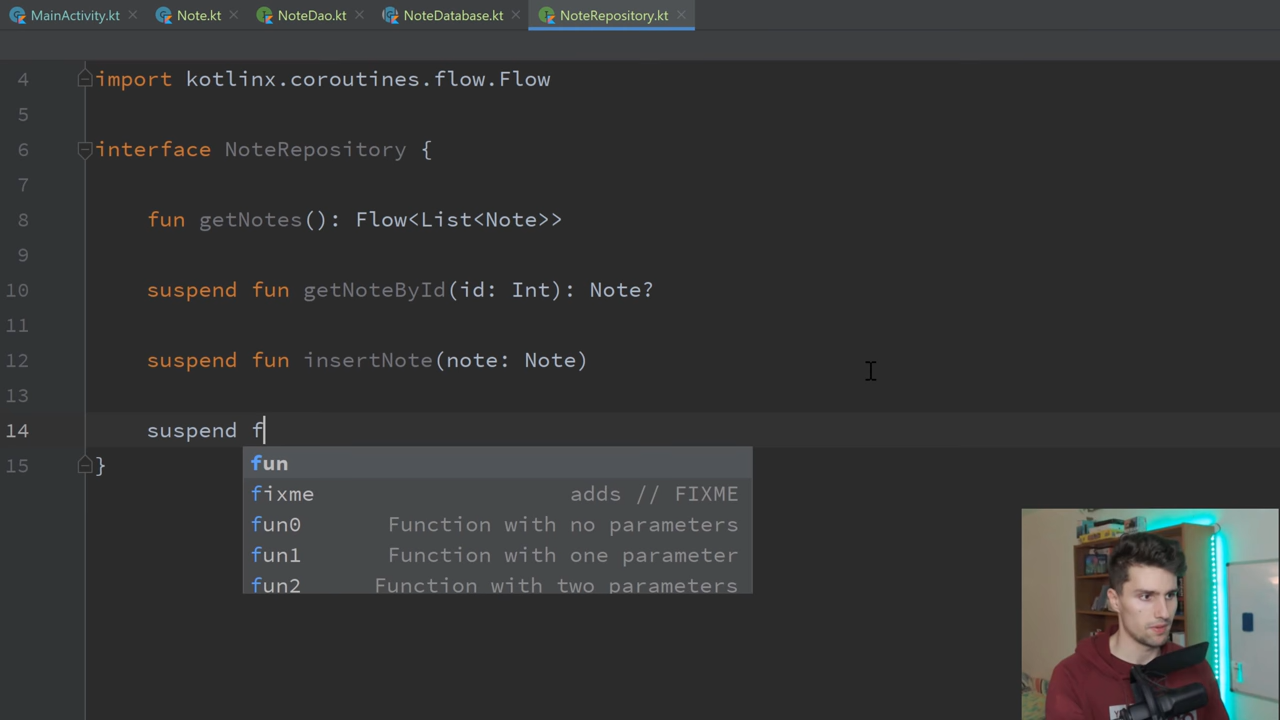 MainActivity.kt Note.kt NoteDao.kt NoteDatabase.kt NoteRepository.kt
4 import kotlinx.coroutines.flow.Flow
5
6 interface NoteRepository {
7
8 fun getNotes(): Flow<List<Note>>
9
10 suspend fun getNoteById(id: Int): Note?
11
12 suspend fun insertNote(note: Note)
13
14 suspend f
15 }
fun
fixme adds // FIXME
fun0 Function with no parameters
fun1 Function with one parameter
fun2 Function with two parameters